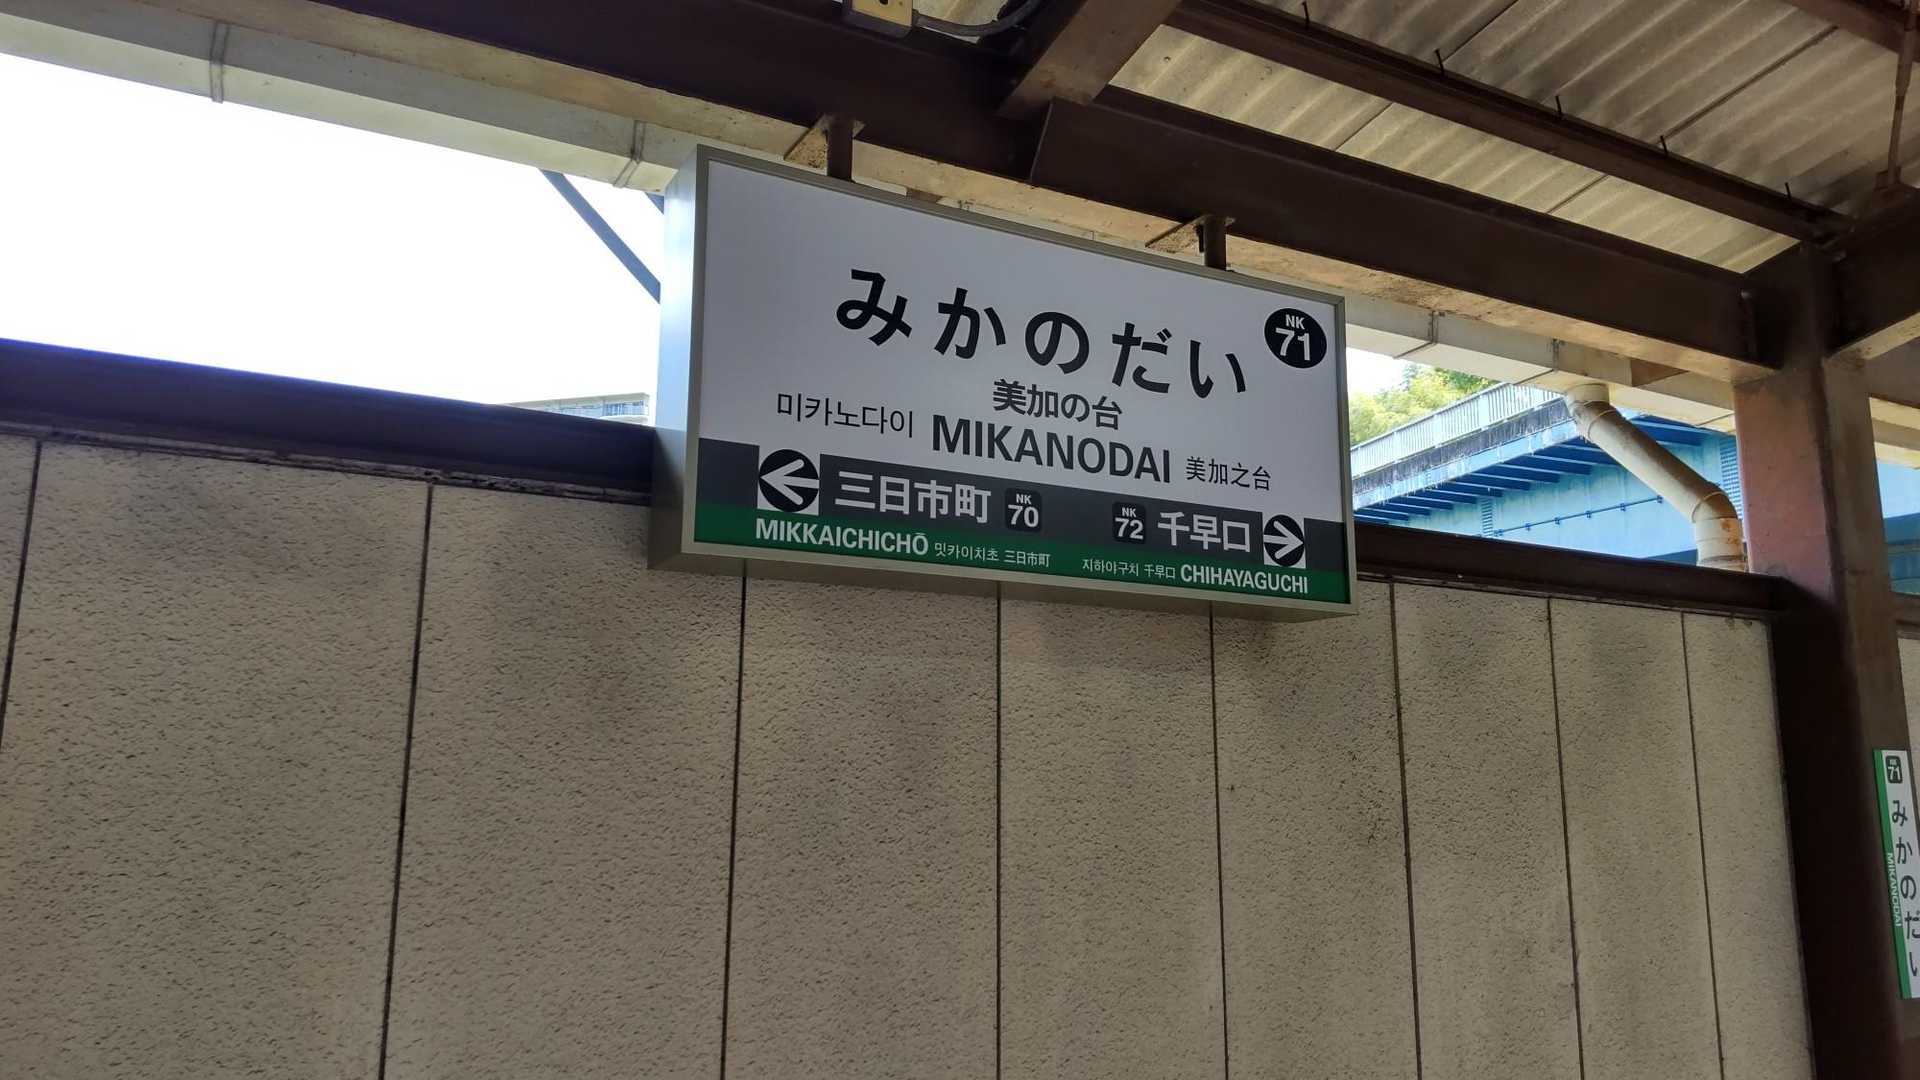 みかのだい
NK
71
美加の台
미카노다이 MIKANODAI 美加之台
三日市町 NK 70
NK 72 千早口
MIKKAICHICHŌ 밋카이치초 三日市町
지하야구치 千早口 CHIHAYAGUCHI
NK
71
みかのだい
MIKANODAI